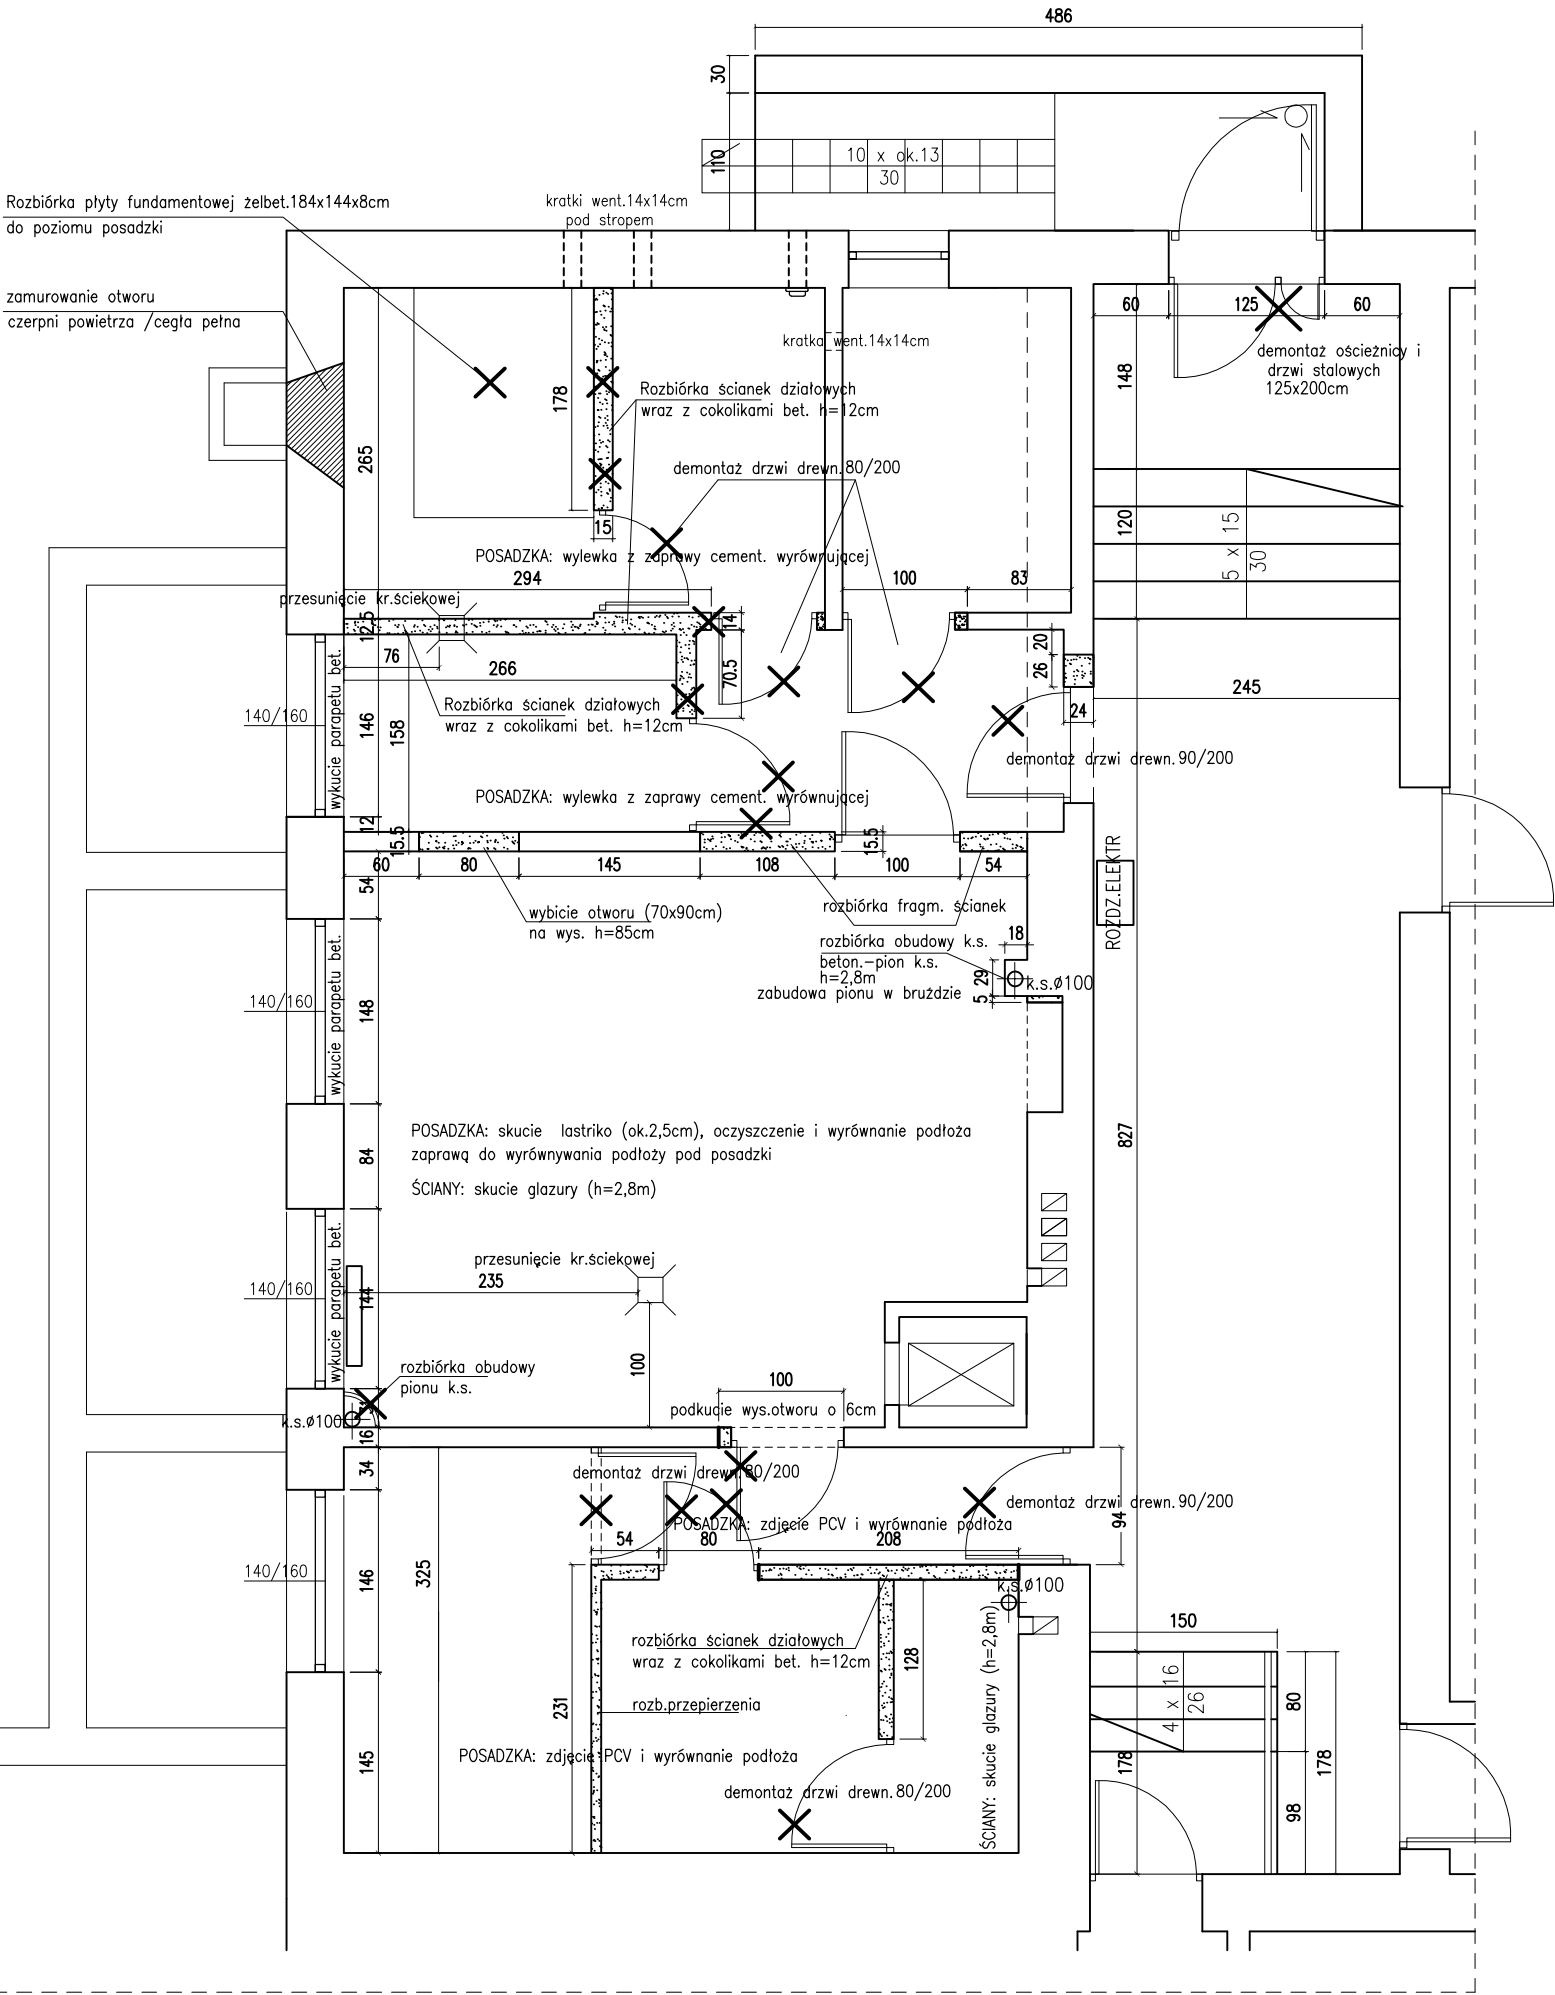 486
30
110
10 x ok.13
30
Rozbiórka płyty fundamentowej żelbet.184x144x8cm
do poziomu posadzki
kratki went.14x14cm
pod stropem
zamurowanie otworu
czerpni powietrza /cegła pełna
60
125
60
kratka went.14x14cm
demontaż ościeżnicy i
drzwi stalowych
125x200cm
148
178
Rozbiórka ścianek działowych
wraz z cokolikami bet. h=12cm
265
demontaż drzwi drewn.80/200
15
120
5 x 15
30
POSADZKA: wylewka z zaprawy cement. wyrównującej
294
100
83
przesunięcie kr.ściekowej
12.5
14
20
26
76
266
70.5
245
24
Rozbiórka ścianek działowych
wraz z cokolikami bet. h=12cm
140/160
wykucie parapetu bet.
146
158
demontaż drzwi drewn.90/200
POSADZKA: wylewka z zaprawy cement. wyrównującej
12
15.5
15.5
60
80
145
108
100
54
54
ROZDZ.ELEKTR
wybicie otworu (70x90cm)
na wys. h=85cm
rozbiórka fragm. ścianek
18
rozbiórka obudowy k.s.
beton.-pion k.s.
h=2,8m
zabudowa pionu w bruździe
29
5
k.s.ø100
140/160
wykucie parapetu bet.
148
POSADZKA: skucie lastriko (ok.2,5cm), oczyszczenie i wyrównanie podłoża
zaprawą do wyrównywania podłoży pod posadzki
ŚCIANY: skucie glazury (h=2,8m)
84
827
przesunięcie kr.ściekowej
235
140/160
wykucie parapetu bet.
144
100
rozbiórka obudowy
pionu k.s.
100
podkucie wys.otworu o 6cm
k.s.ø100
16
34
demontaż drzwi drewn.80/200
demontaż drzwi drewn.90/200
POSADZKA: zdjęcie PCV i wyrównanie podłoża
94
54
80
208
140/160
146
325
k.s.ø100
150
rozbiórka ścianek działowych
wraz z cokolikami bet. h=12cm
128
ŚCIANY: skucie glazury (h=2,8m)
231
rozb.przepierzenia
4 x 16
26
80
POSADZKA: zdjęcie PCV i wyrównanie podłoża
145
178
178
demontaż drzwi drewn.80/200
98